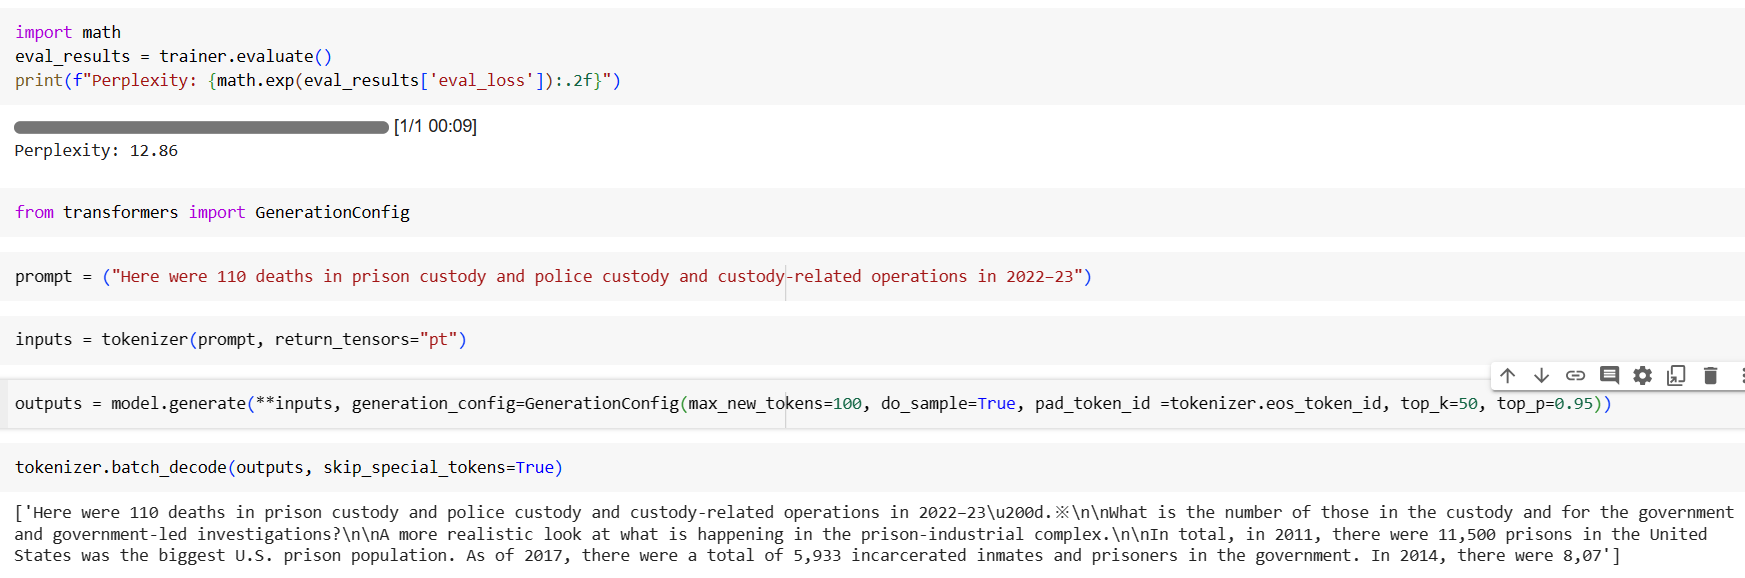 import math
eval_results = trainer.evaluate()
print(f"Perplexity: {math.exp(eval_results['eval_loss']):.2f}")
[1/1 00:09]
Perplexity: 12.86
from transformers import GenerationConfig
prompt = ("Here were 110 deaths in prison custody and police custody and custody-related operations in 2022–23")
inputs = tokenizer(prompt, return_tensors="pt")
outputs = model.generate(**inputs, generation_config=GenerationConfig(max_new_tokens=100, do_sample=True, pad_token_id =tokenizer.eos_token_id, top_k=50, top_p=0.95))
tokenizer.batch_decode(outputs, skip_special_tokens=True)
['Here were 110 deaths in prison custody and police custody and custody-related operations in 2022–23\u200d.※\n\nWhat is the number of those in the custody and for the government
and government-led investigations?\n\nA more realistic look at what is happening in the prison-industrial complex.\n\nIn total, in 2011, there were 11,500 prisons in the United
States was the biggest U.S. prison population. As of 2017, there were a total of 5,933 incarcerated inmates and prisoners in the government. In 2014, there were 8,07']